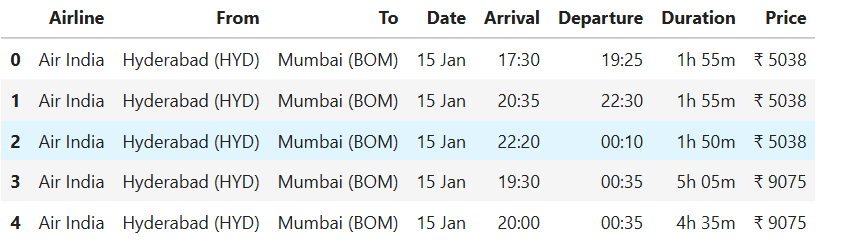 Airline From To Date Arrival Departure Duration Price
0 Air India Hyderabad (HYD) Mumbai (BOM) 15 Jan 17:30 19:25 1h 55m ₹ 5038
1 Air India Hyderabad (HYD) Mumbai (BOM) 15 Jan 20:35 22:30 1h 55m ₹ 5038
2 Air India Hyderabad (HYD) Mumbai (BOM) 15 Jan 22:20 00:10 1h 50m ₹ 5038
3 Air India Hyderabad (HYD) Mumbai (BOM) 15 Jan 19:30 00:35 5h 05m ₹ 9075
4 Air India Hyderabad (HYD) Mumbai (BOM) 15 Jan 20:00 00:35 4h 35m ₹ 9075